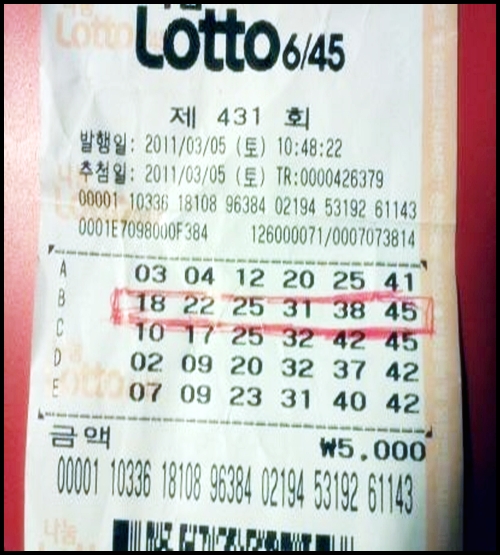 Lotto 6/45
제 431 회
발행일: 2011/03/05 (토) 10:48:22
추첨일: 2011/03/05 (토) TR:0000426379
00001 10336 18108 96384 02194 53192 61143
0001E7098000F384 126000071/0007073814
A 03 04 12 20 25 41
B 18 22 25 31 38 45
C 10 17 25 32 42 45
D 02 09 20 32 37 42
E 07 09 23 31 40 42
금액 ₩5,000
00001 10336 18108 96384 02194 53192 61143
나눔